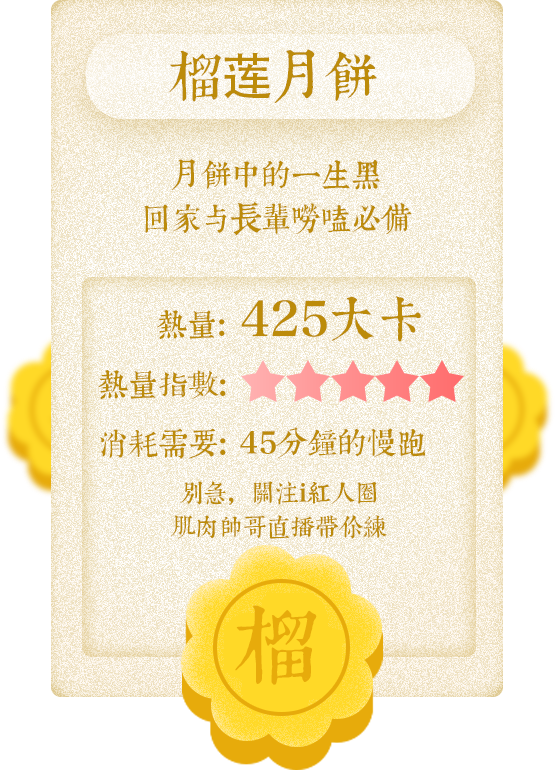 榴莲月餅
月餅中的一生黑
回家与長輩嘮嗑必備
熱量: 425大卡
熱量指數:
消耗需要: 45分鐘的慢跑
别急，關注i紅人圈
肌肉帥哥直播帶你練
榴